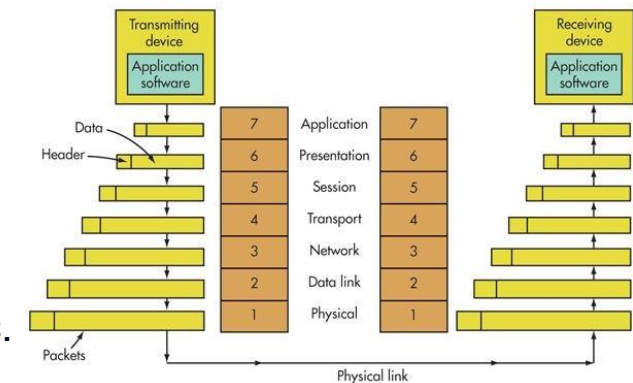 Transmitting
device
Application
software
Receiving
device
Application
software
Data
Header
7 Application 7
6 Presentation 6
5 Session 5
4 Transport 4
3 Network 3
2 Data link 2
1 Physical 1
Packets
Physical link